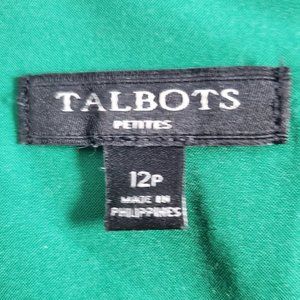 TALBOTS
PETITES
12P
MADE IN
PHILIPPINES